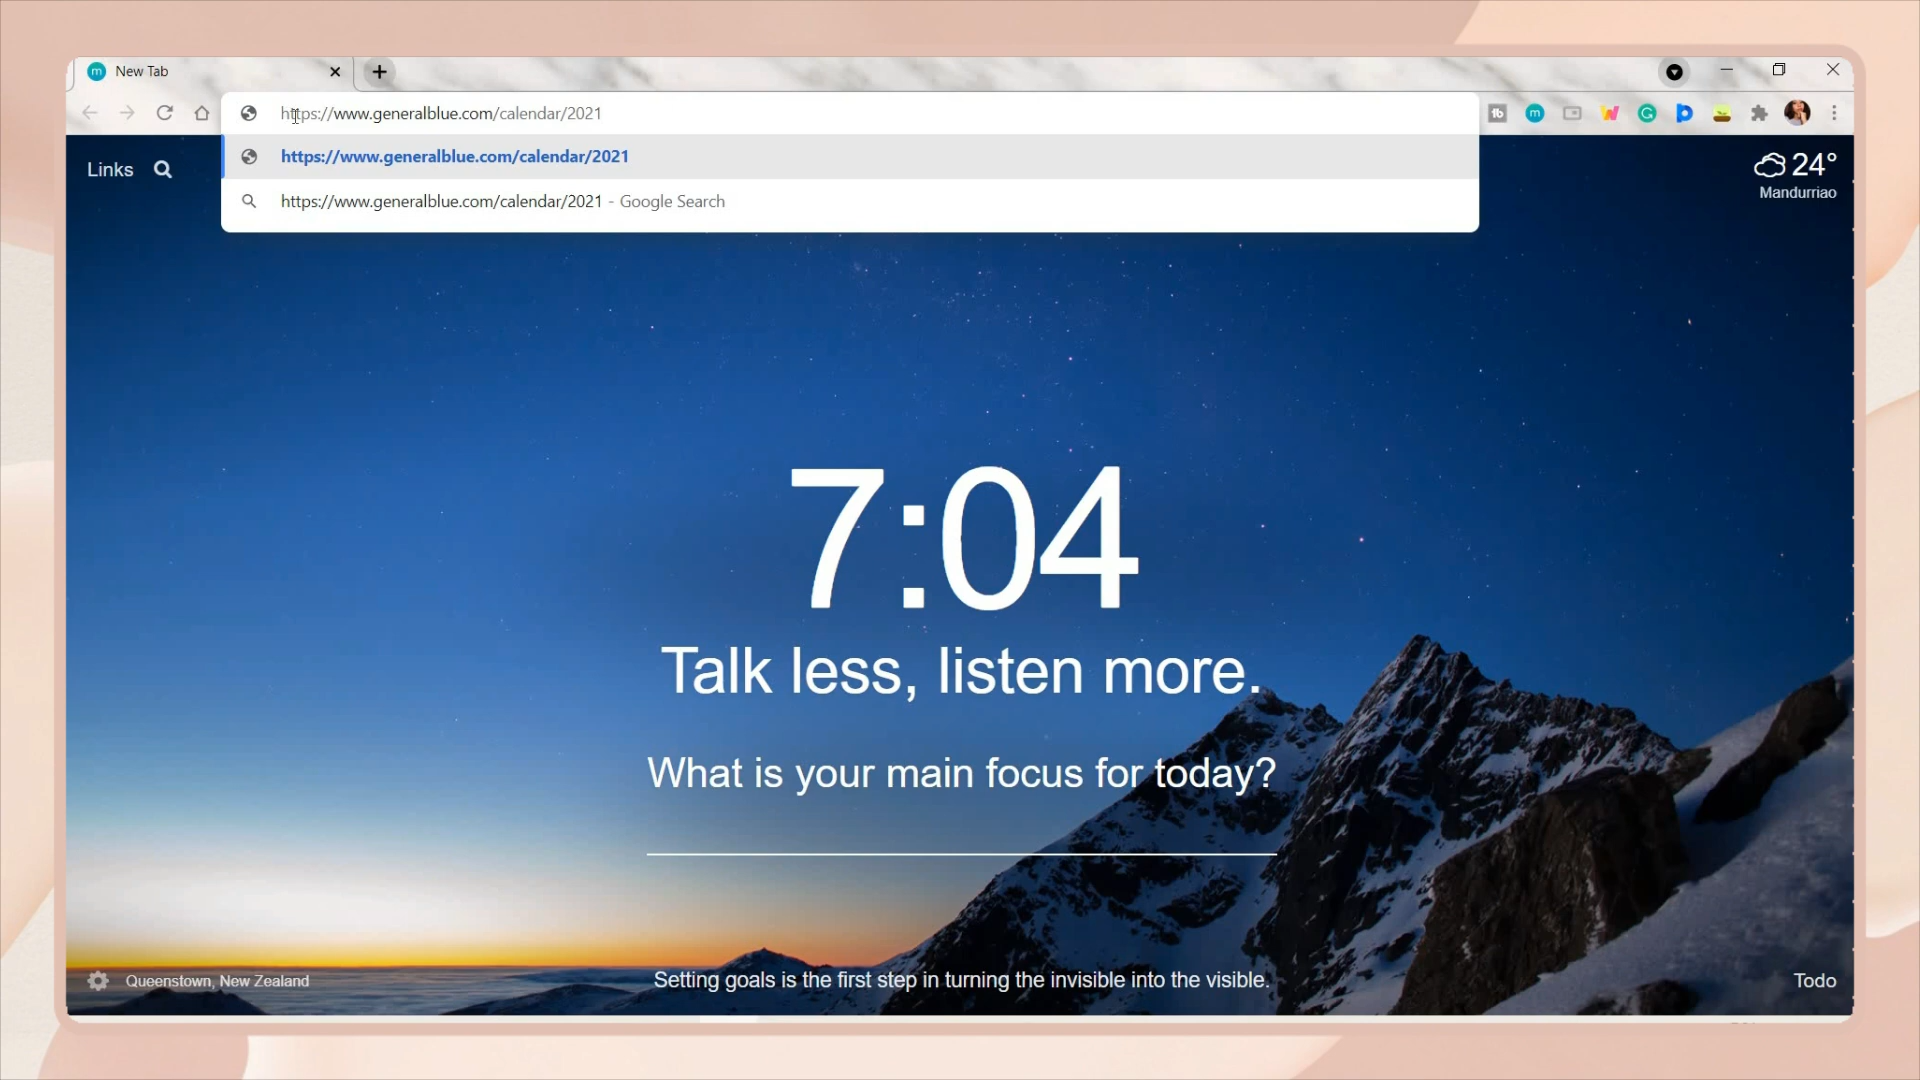 New Tab
https://www.generalblue.com/calendar/2021
https://www.generalblue.com/calendar/2021
https://www.generalblue.com/calendar/2021 - Google Search
Links
24°
Mandurriao
7:04
Talk less, listen more.
What is your main focus for today?
Queenstown, New Zealand
Setting goals is the first step in turning the invisible into the visible.
Todo